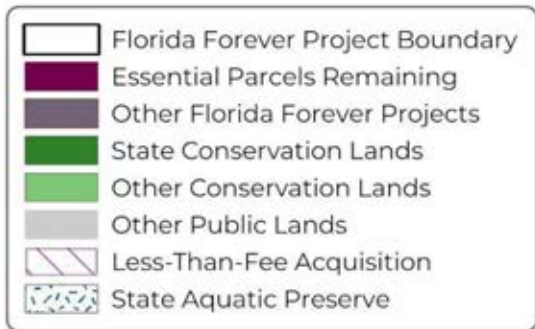 Florida Forever Project Boundary
Essential Parcels Remaining
Other Florida Forever Projects
State Conservation Lands
Other Conservation Lands
Other Public Lands
Less-Than-Fee Acquisition
State Aquatic Preserve